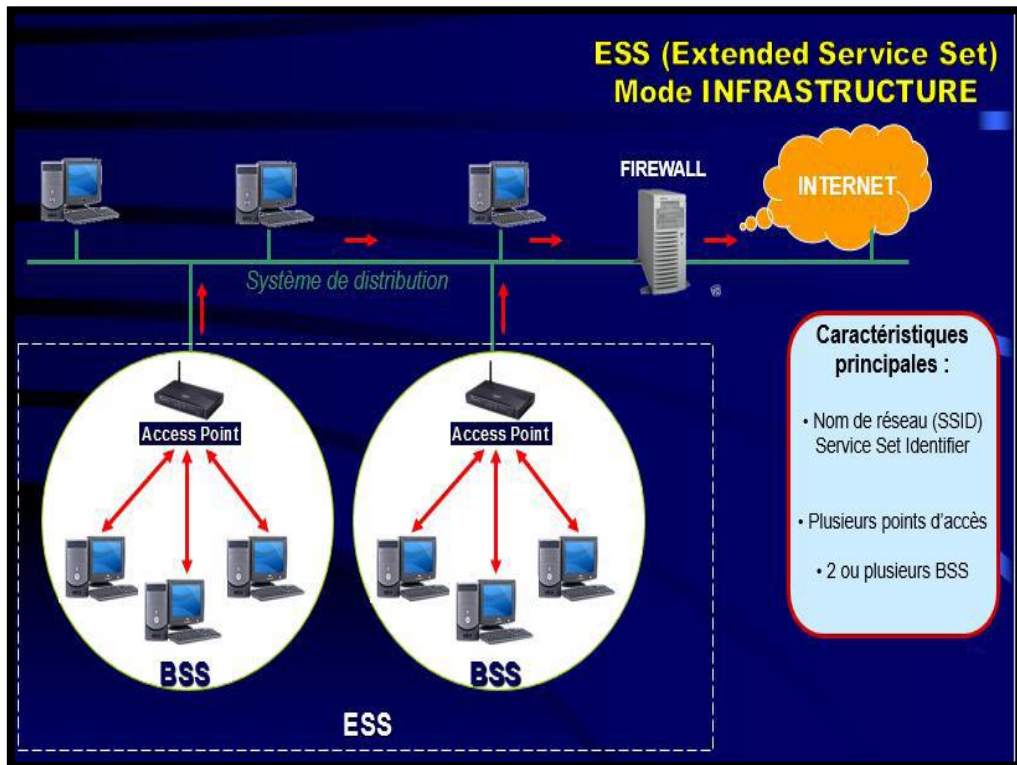 ESS (Extended Service Set)
Mode INFRASTRUCTURE
FIREWALL
INTERNET
Système de distribution
Access Point
Access Point
BSS
BSS
ESS
Caractéristiques
principales :
• Nom de réseau (SSID)
Service Set Identifier
• Plusieurs points d'accès
• 2 ou plusieurs BSS